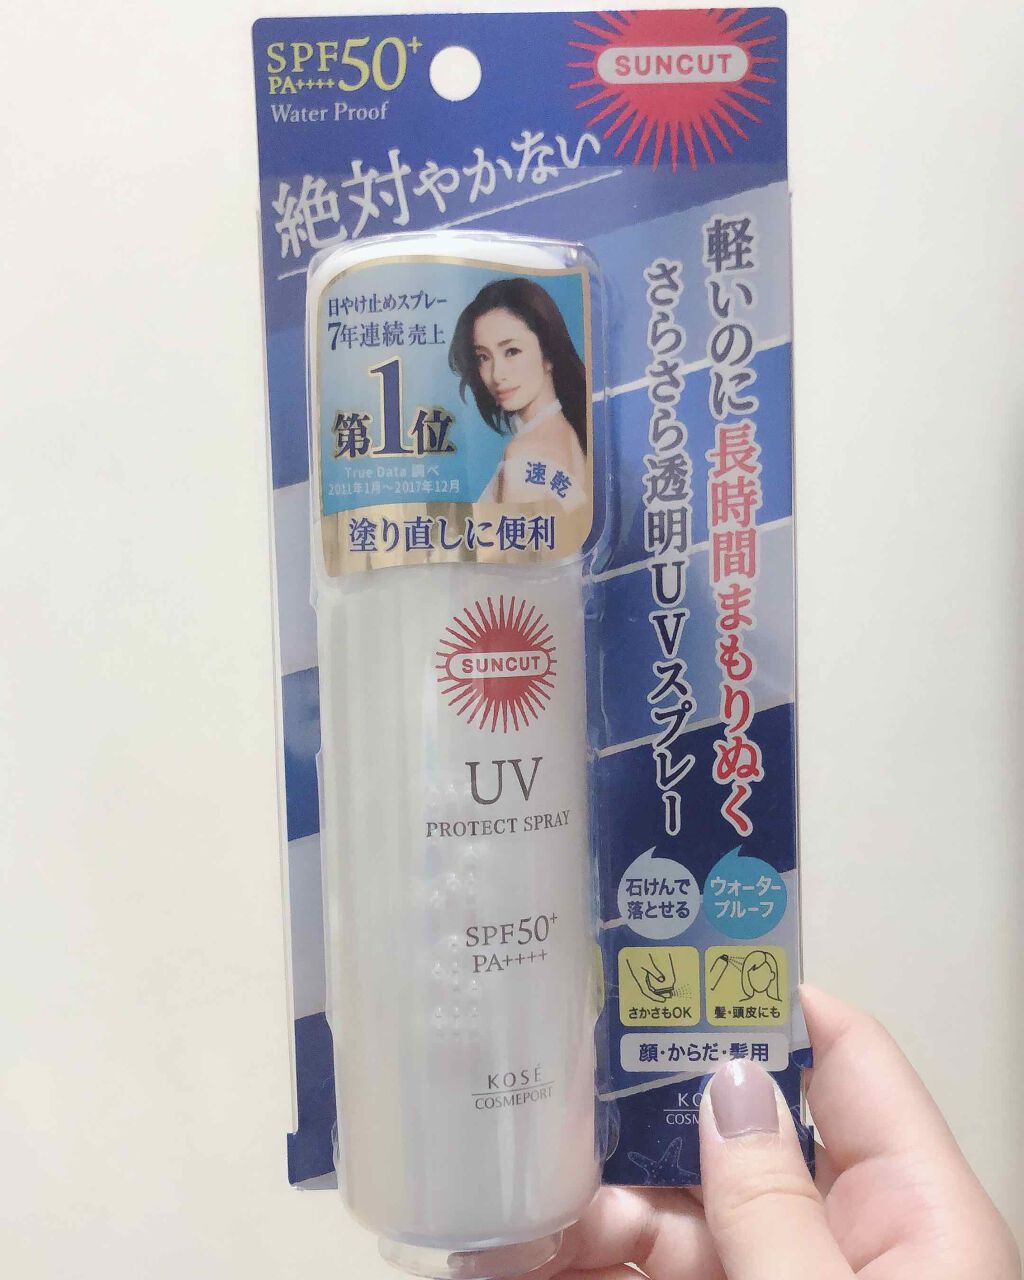 SPF50+
PA++++
Water Proof
SUNCUT
絶対やかない
軽いのに長時間まもりぬく
さらさら透明UVスプレー
日やけ止めスプレー
7年連続売上
第1位
True Data 調べ
2011年1月〜2017年12月
速乾
塗り直しに便利
SUNCUT
UV
PROTECT SPRAY
SPF50+
PA++++
KOSÉ
COSMEPORT
石けんで
落とせる
ウォーター
プルーフ
さかさもOK
髪・頭皮にも
顔・からだ・髪用